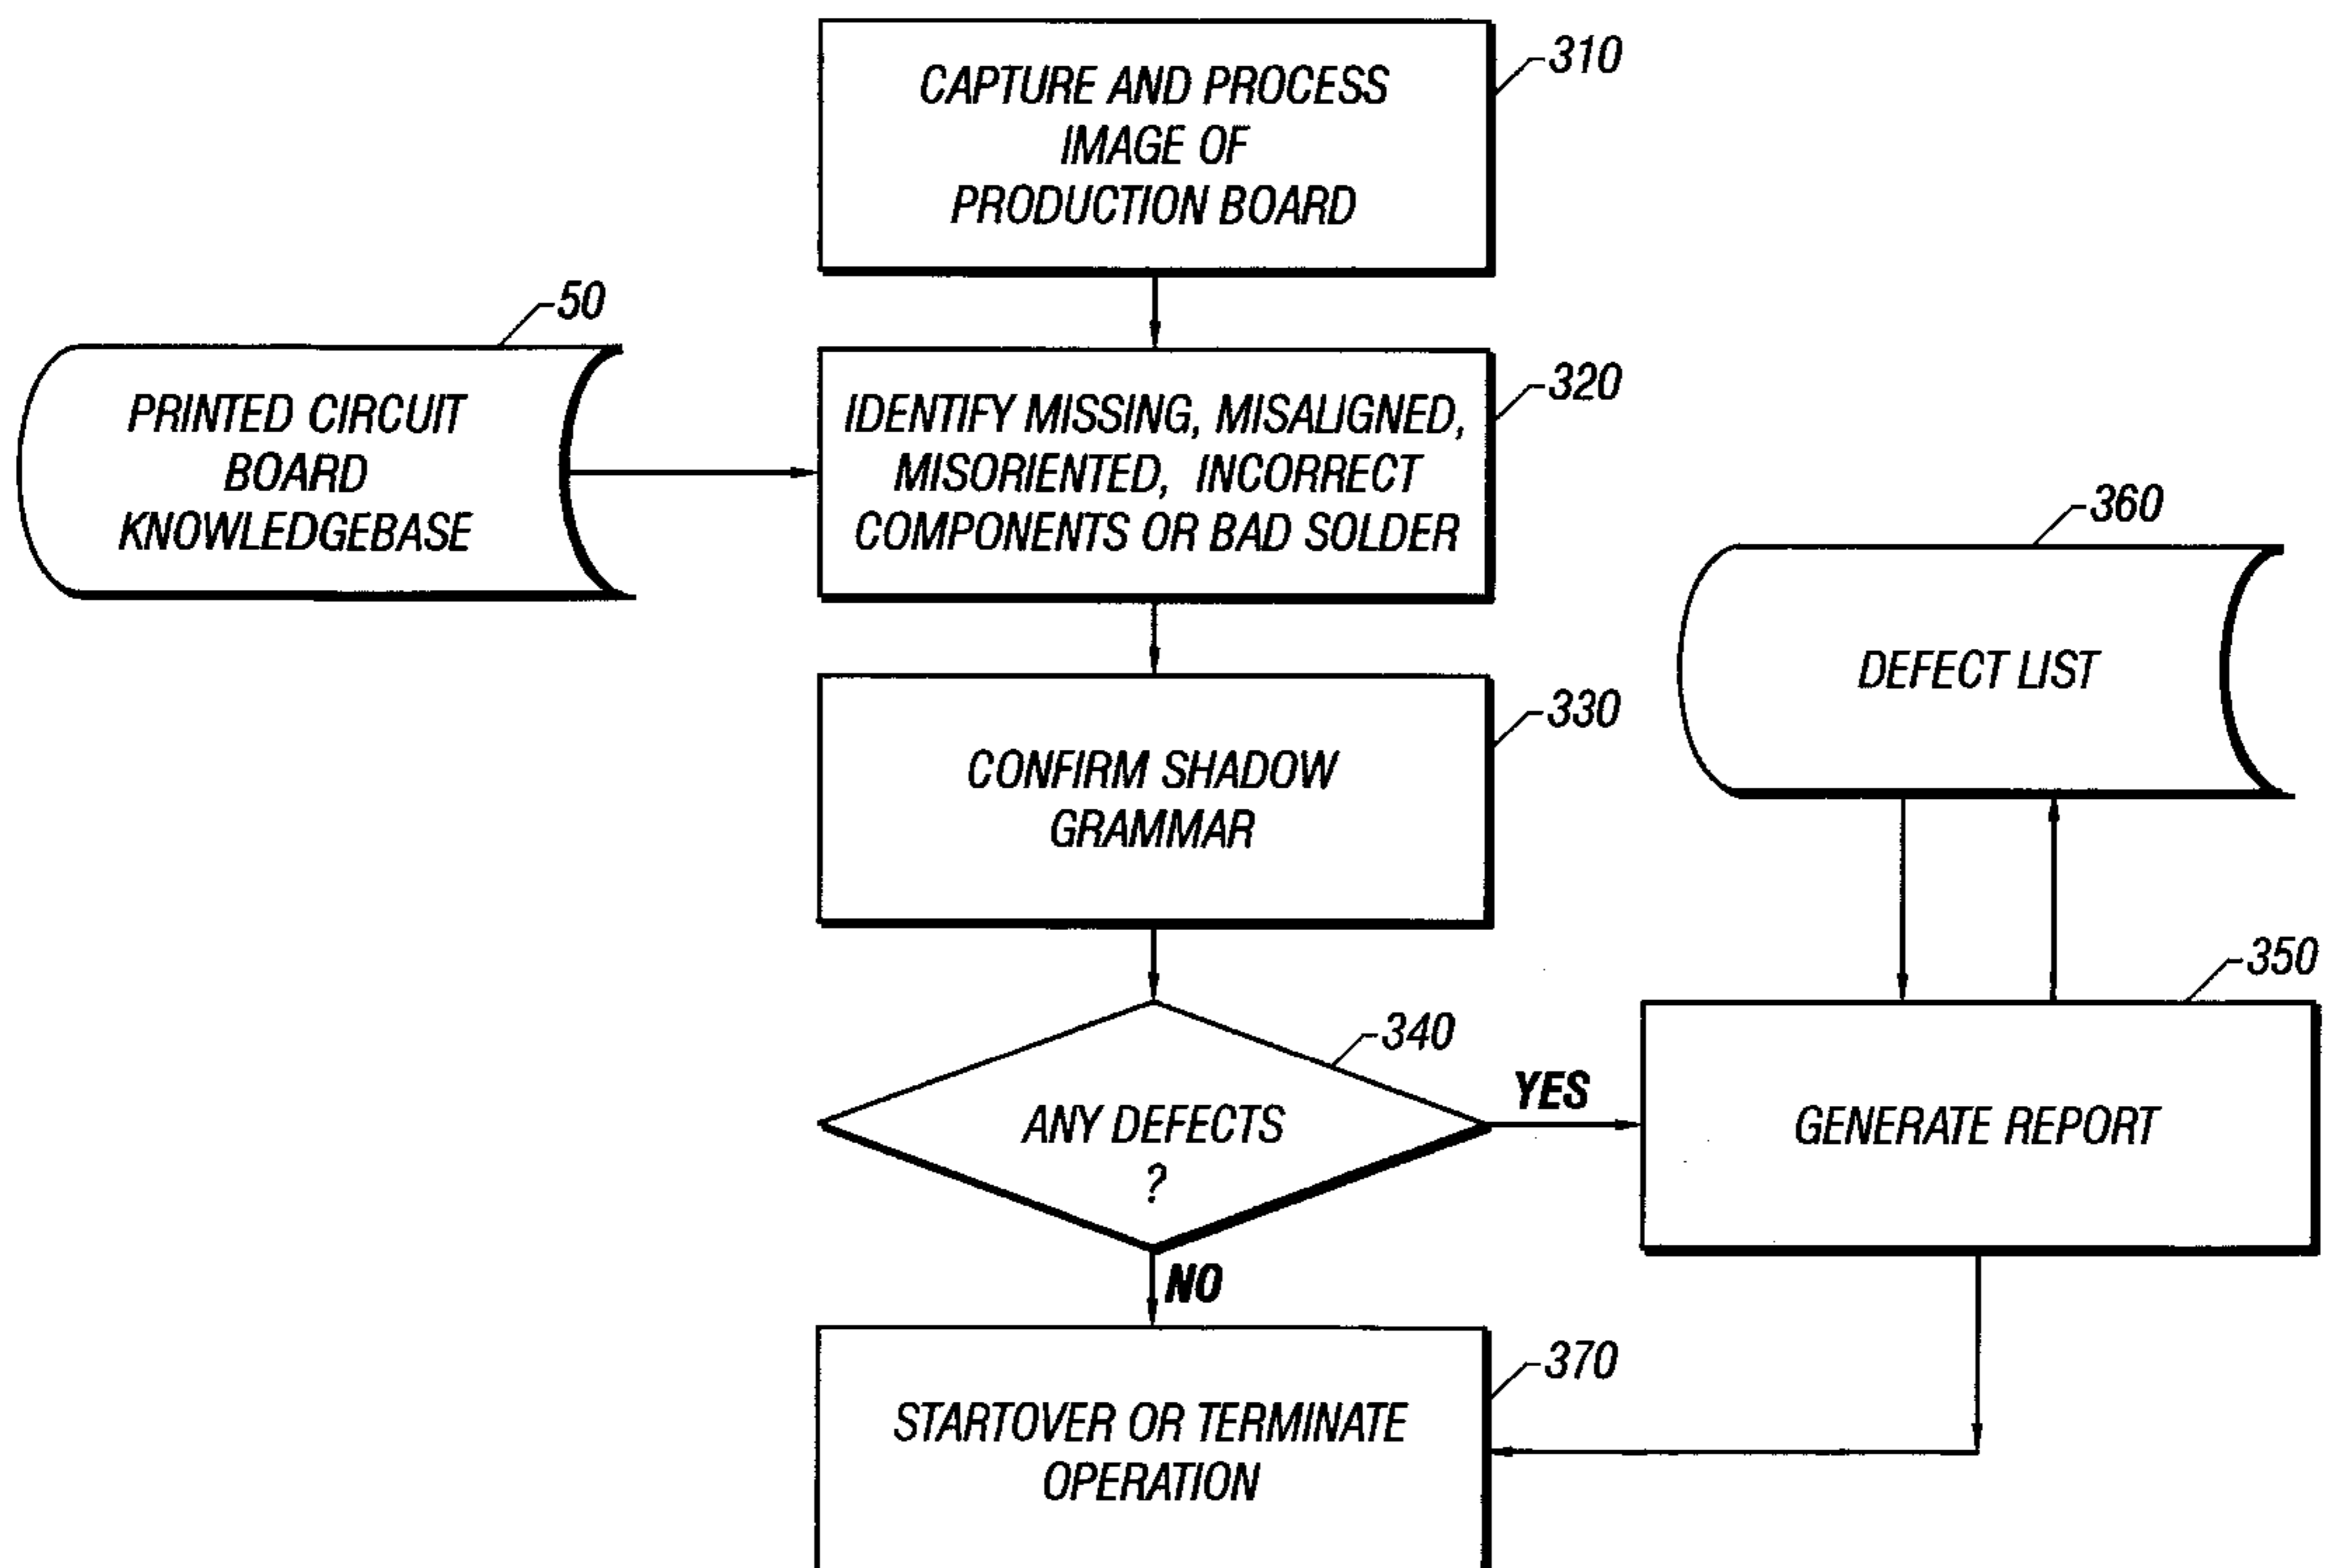 CAPTURE AND PROCESS
IMAGE OF
PRODUCTION BOARD
310
50
PRINTED CIRCUIT
BOARD
KNOWLEDGEBASE
IDENTIFY MISSING, MISALIGNED,
MISORIENTED, INCORRECT
COMPONENTS OR BAD SOLDER
320
CONFIRM SHADOW
GRAMMAR
330
360
DEFECT LIST
340
ANY DEFECTS
?
YES
350
GENERATE REPORT
NO
STARTOVER OR TERMINATE
OPERATION
370